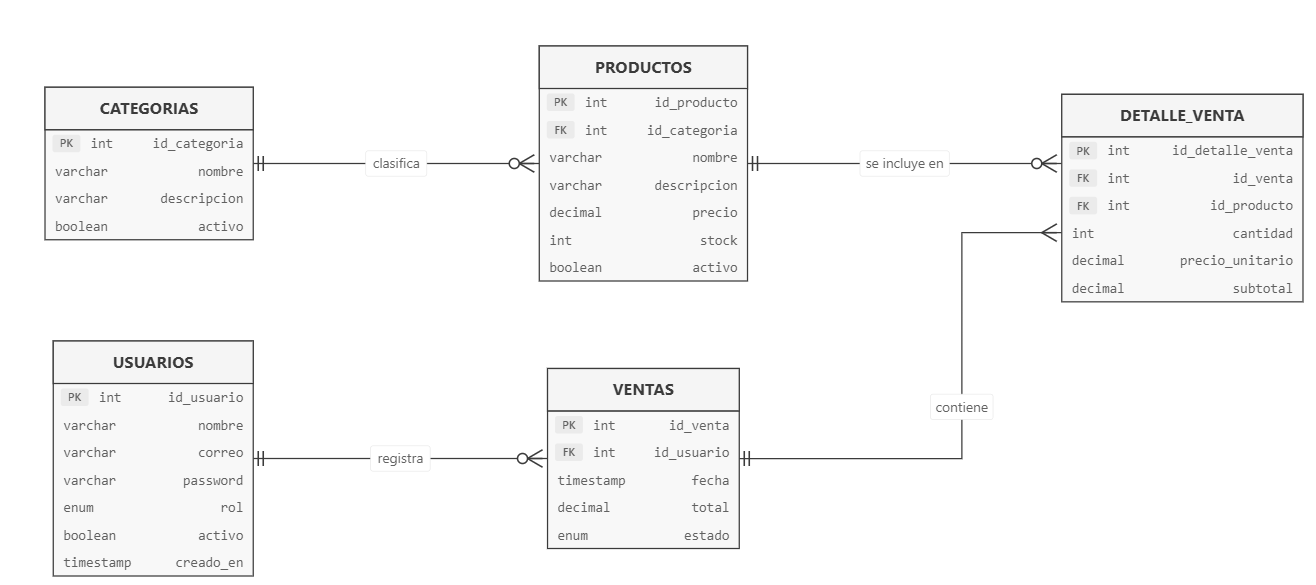 CATEGORIAS
PK int id_categoria
varchar nombre
varchar descripcion
boolean activo
clasifica
PRODUCTOS
PK int id_producto
FK int id_categoria
varchar nombre
varchar descripcion
decimal precio
int stock
boolean activo
se incluye en
DETALLE_VENTA
PK int id_detalle_venta
FK int id_venta
FK int id_producto
int cantidad
decimal precio_unitario
decimal subtotal
USUARIOS
PK int id_usuario
varchar nombre
varchar correo
varchar password
enum rol
boolean activo
timestamp creado_en
registra
VENTAS
PK int id_venta
FK int id_usuario
timestamp fecha
decimal total
enum estado
contiene